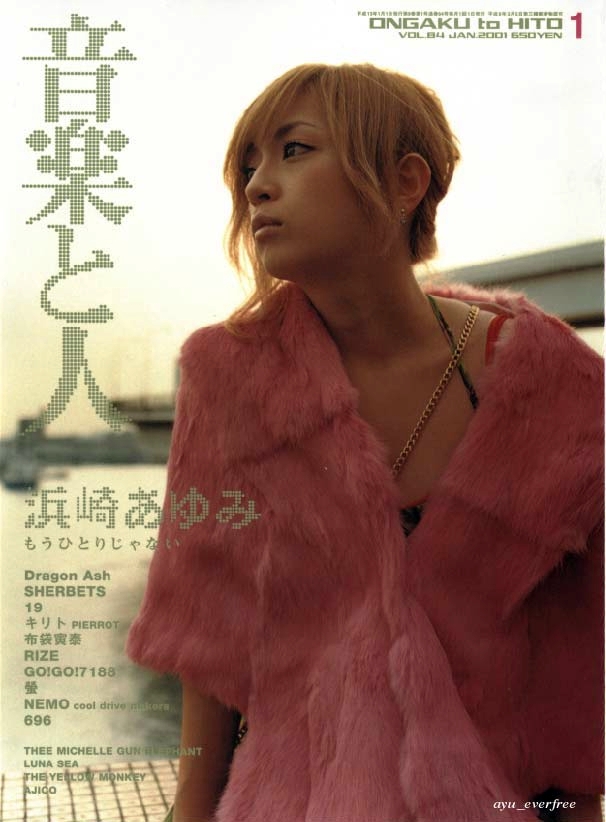 ONGAKU to HITO
VOL.84 JAN.2001 650YEN
1
音楽と人
浜崎あゆみ
もうひとりじゃない
Dragon Ash
SHERBETS
19
キリト PIERROT
布袋寅泰
RIZE
GO!GO!7188
螢
NEMO cool drive makers
696
THEE MICHELLE GUN ELEPHANT
LUNA SEA
THE YELLOW MONKEY
AJICO
ayu_everfree